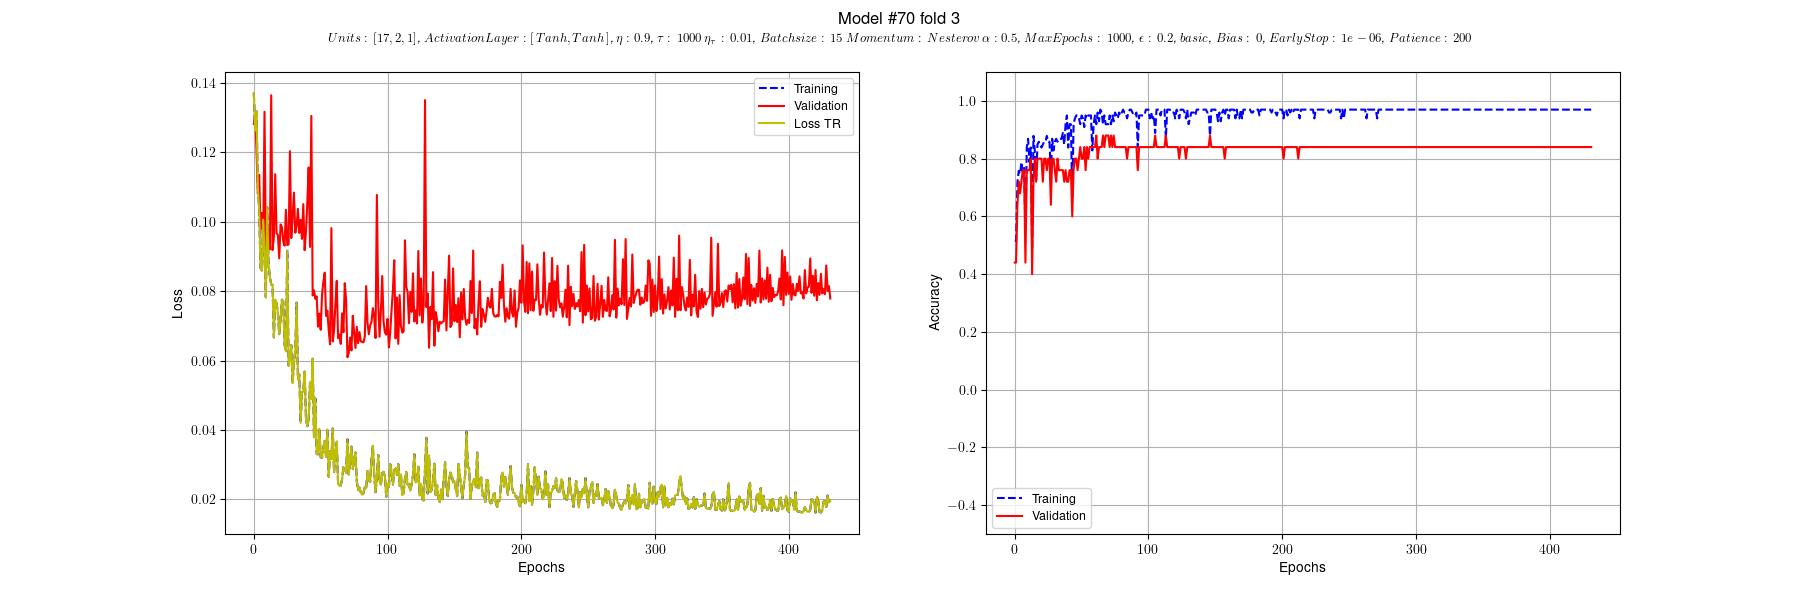 Model #70 fold 3
Units : [17, 2, 1], ActivationLayer : [Tanh, Tanh], η : 0.9, τ : 1000 η_τ : 0.01, Batchsize : 15 Momentum : Nesterov α : 0.5, MaxEpochs : 1000, ϵ : 0.2, basic, Bias : 0, EarlyStop : 1e − 06, Patience : 200
0.14
0.12
0.10
0.08
0.06
0.04
0.02
Loss
Training
Validation
Loss TR
0 100 200 300 400
Epochs
1.0
0.8
0.6
0.4
0.2
0.0
−0.2
−0.4
Accuracy
Training
Validation
0 100 200 300 400
Epochs